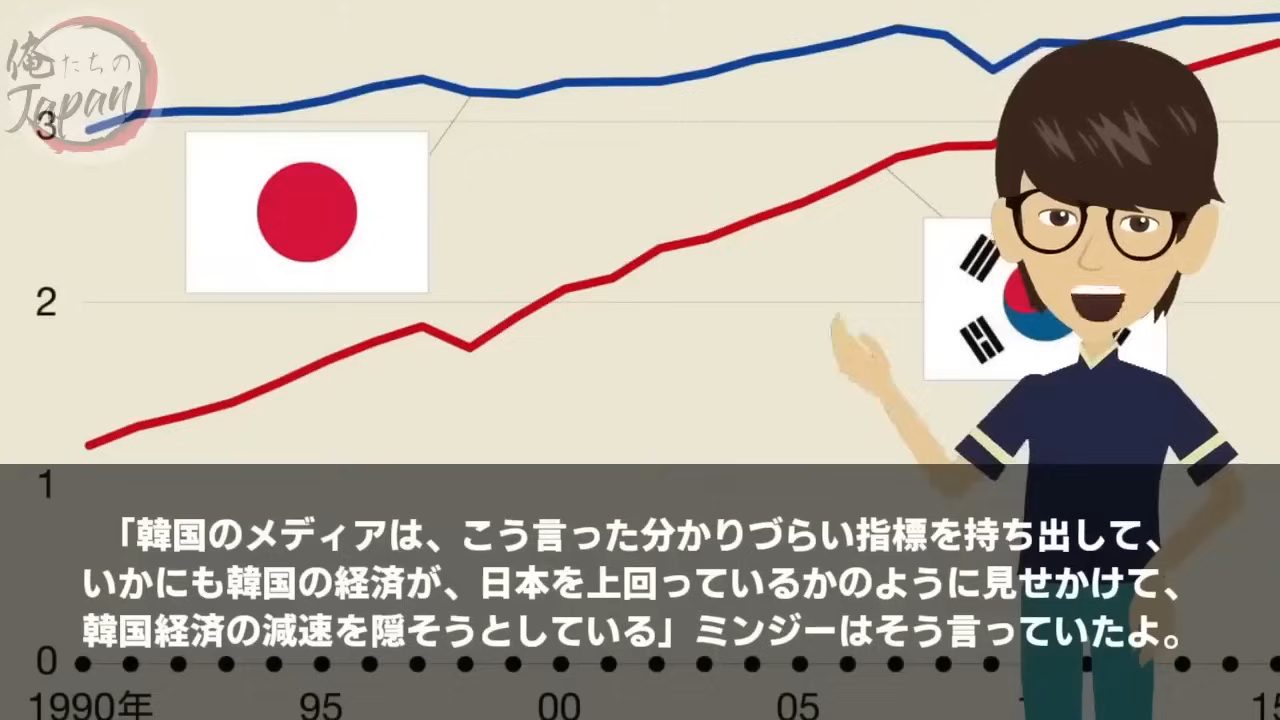 俺たちの
Japan
3
2
1
「韓国のメディアは、こう言った分かりづらい指標を持ち出して、
いかにも韓国の経済が、日本を上回っているかのように見せかけて、
韓国経済の減速を隠そうとしている」ミンジーはそう言っていたよ。
0
1990年 95 00 05 15